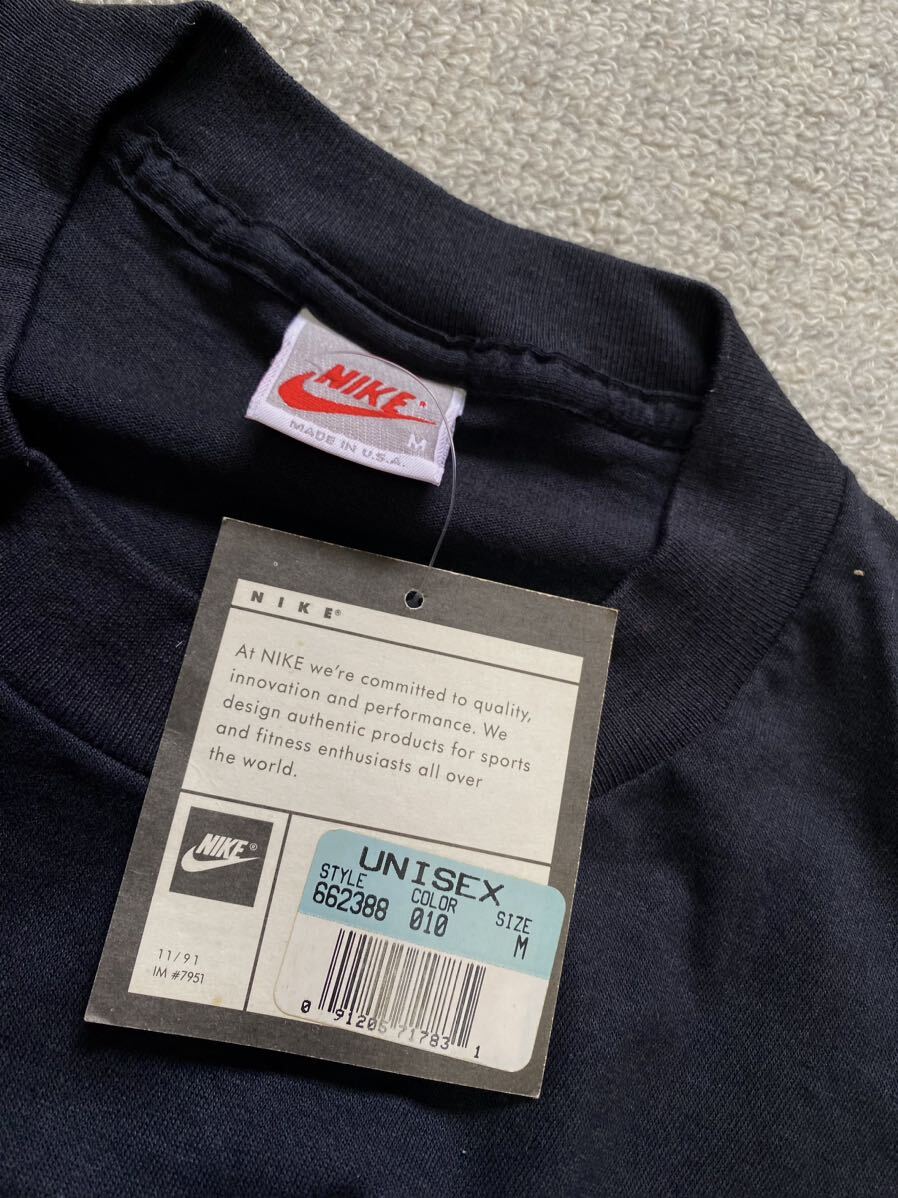 NIKE®
M
MADE IN U.S.A.
NIKE®
At NIKE we're committed to quality,
innovation and performance. We
design authentic products for sports
and fitness enthusiasts all over
the world.
NIKE®
11/91
IM #7951
UNISEX
STYLE COLOR SIZE
662388 010 M
0 91205 71783 1